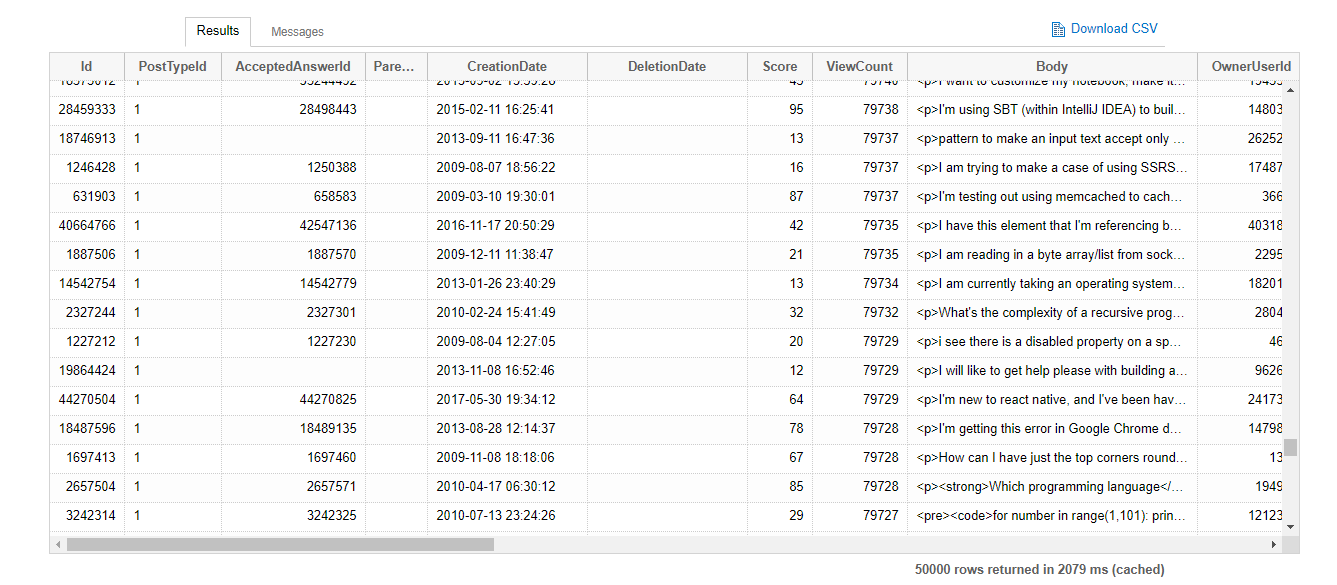 Results Messages Download CSV
Id PostTypeId AcceptedAnswerId Pare... CreationDate DeletionDate Score ViewCount Body OwnerUserId
28459333 1 28498443 2015-02-11 16:25:41 95 79738 <p>I'm using SBT (within IntelliJ IDEA) to buil... 14803
18746913 1 2013-09-11 16:47:36 13 79737 <p>pattern to make an input text accept only ... 26252
1246428 1 1250388 2009-08-07 18:56:22 16 79737 <p>I am trying to make a case of using SSRS... 17487
631903 1 658583 2009-03-10 19:30:01 87 79737 <p>I'm testing out using memcached to cach... 366
40664766 1 42547136 2016-11-17 20:50:29 42 79735 <p>I have this element that I'm referencing b... 40318
1887506 1 1887570 2009-12-11 11:38:47 21 79735 <p>I am reading in a byte array/list from sock... 2295
14542754 1 14542779 2013-01-26 23:40:29 13 79734 <p>I am currently taking an operating system... 18201
2327244 1 2327301 2010-02-24 15:41:49 32 79732 <p>What's the complexity of a recursive prog... 2804
1227212 1 1227230 2009-08-04 12:27:05 20 79729 <p>i see there is a disabled property on a sp... 46
19864424 1 2013-11-08 16:52:46 12 79729 <p>I will like to get help please with building a... 9626
44270504 1 44270825 2017-05-30 19:34:12 64 79729 <p>I'm new to react native, and I've been hav... 24173
18487596 1 18489135 2013-08-28 12:14:37 78 79728 <p>I'm getting this error in Google Chrome d... 14798
1697413 1 1697460 2009-11-08 18:18:06 67 79728 <p>How can I have just the top corners round... 13
2657504 1 2657571 2010-04-17 06:30:12 85 79728 <p><strong>Which programming language</... 1949
3242314 1 3242325 2010-07-13 23:24:26 29 79727 <pre><code>for number in range(1,101): prin... 12123
50000 rows returned in 2079 ms (cached)